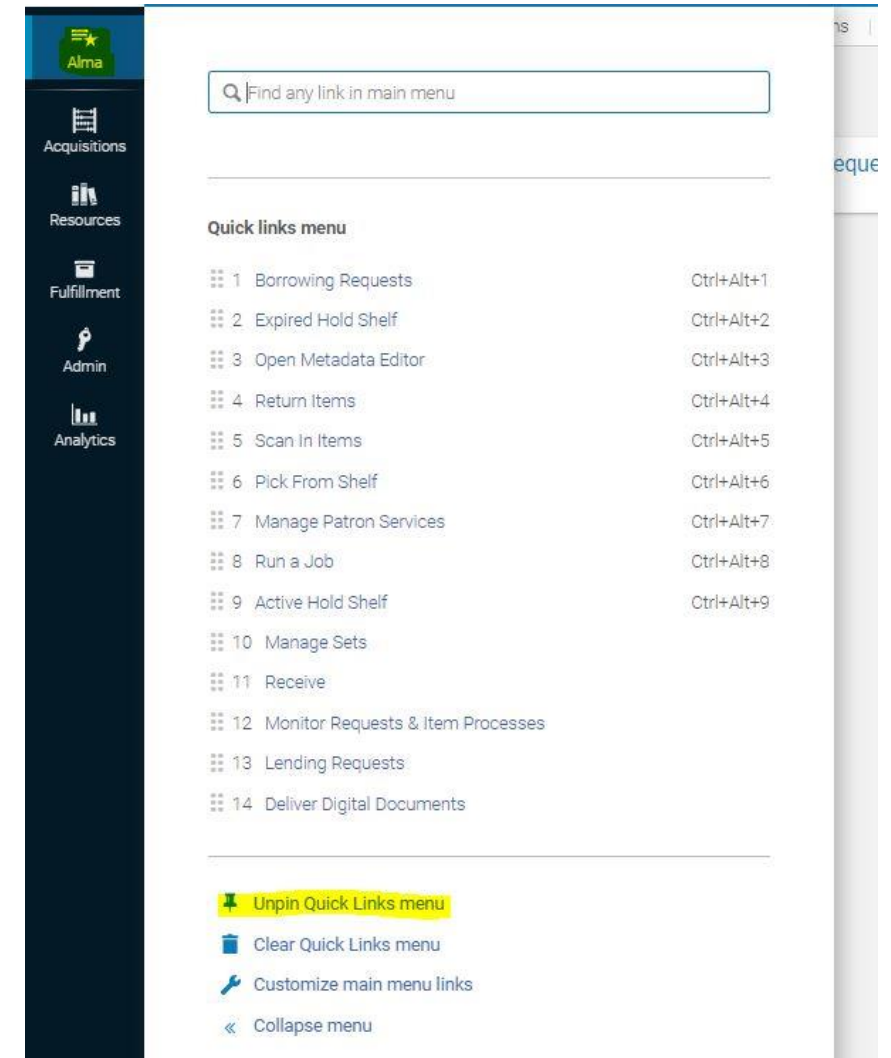 Alma
Acquisitions
Resources
Fulfillment
Admin
Analytics
Find any link in main menu
Quick links menu
1 Borrowing Requests Ctrl+Alt+1
2 Expired Hold Shelf Ctrl+Alt+2
3 Open Metadata Editor Ctrl+Alt+3
4 Return Items Ctrl+Alt+4
5 Scan In Items Ctrl+Alt+5
6 Pick From Shelf Ctrl+Alt+6
7 Manage Patron Services Ctrl+Alt+7
8 Run a Job Ctrl+Alt+8
9 Active Hold Shelf Ctrl+Alt+9
10 Manage Sets
11 Receive
12 Monitor Requests & Item Processes
13 Lending Requests
14 Deliver Digital Documents
Unpin Quick Links menu
Clear Quick Links menu
Customize main menu links
« Collapse menu
ns |
eque